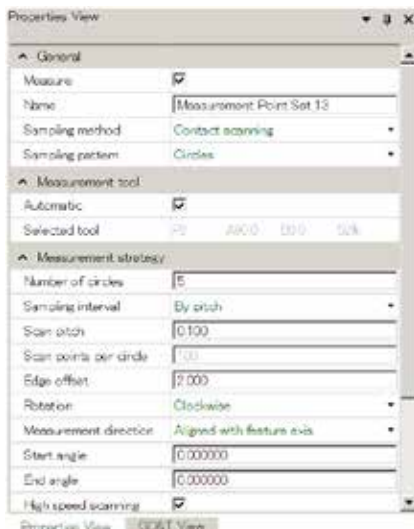 Properties View
General
Measure
Name Measurement Point Set 13
Sampling method Contact scanning
Sampling pattern Circles
Measurement tool
Automatic
Selected tool
Measurement strategy
Number of circles 5
Sampling interval By pitch
Scan pitch 0.100
Scan points per circle 100
Edge offset 2.000
Rotation Clockwise
Measurement direction Aligned with feature axis
Start angle 0.000000
End angle 0.000000
High speed scanning
Properties View GD&T View